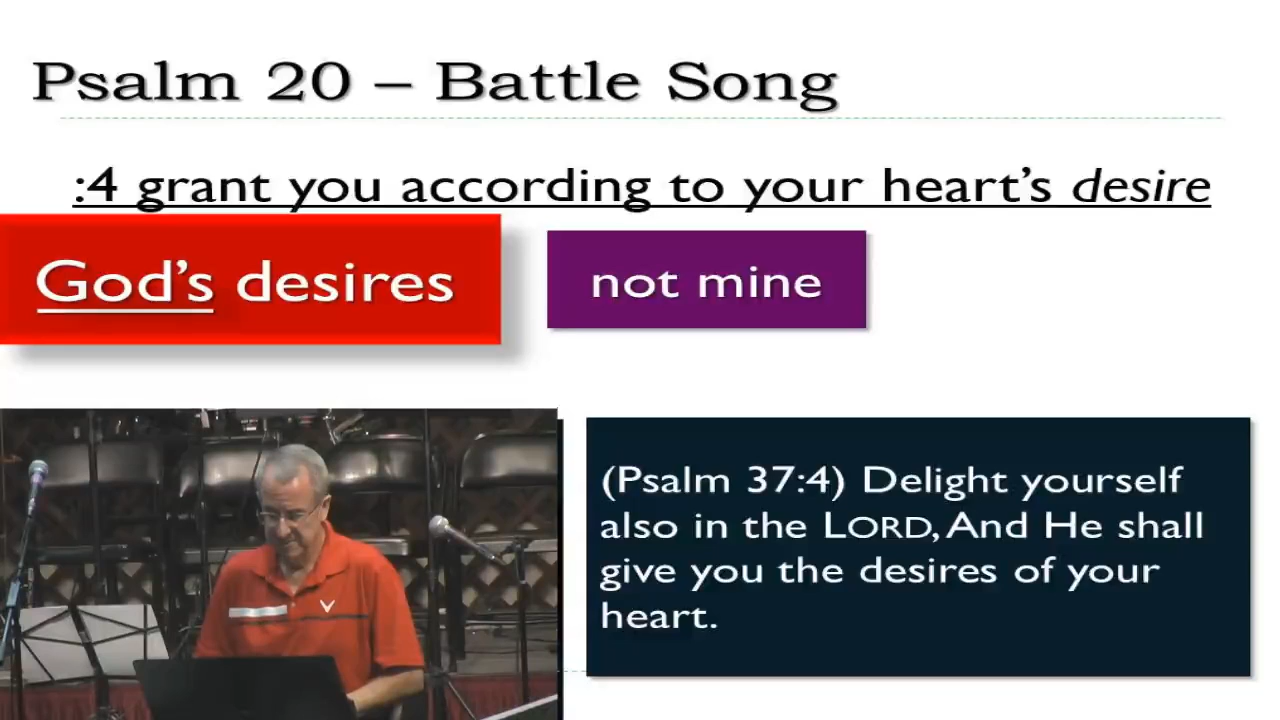 Psalm 20 – Battle Song
:4 grant you according to your heart’s desire
God’s desires
not mine
(Psalm 37:4) Delight yourself
also in the LORD, And He shall
give you the desires of your
heart.